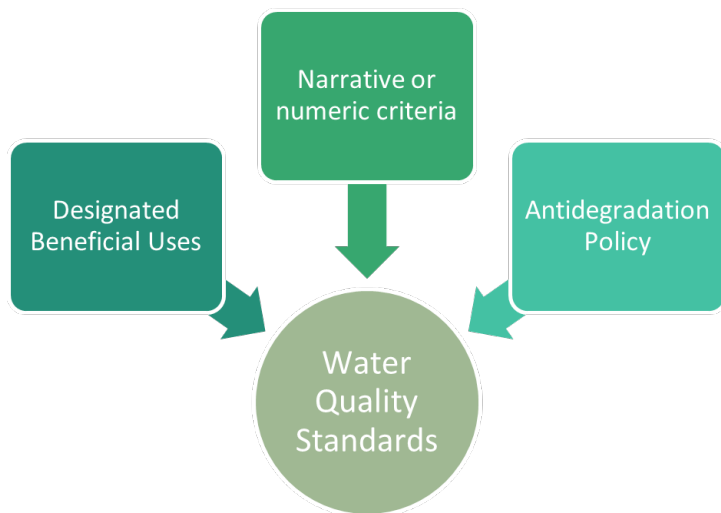 Narrative or
numeric criteria
Designated
Beneficial Uses
Antidegradation
Policy
Water
Quality
Standards